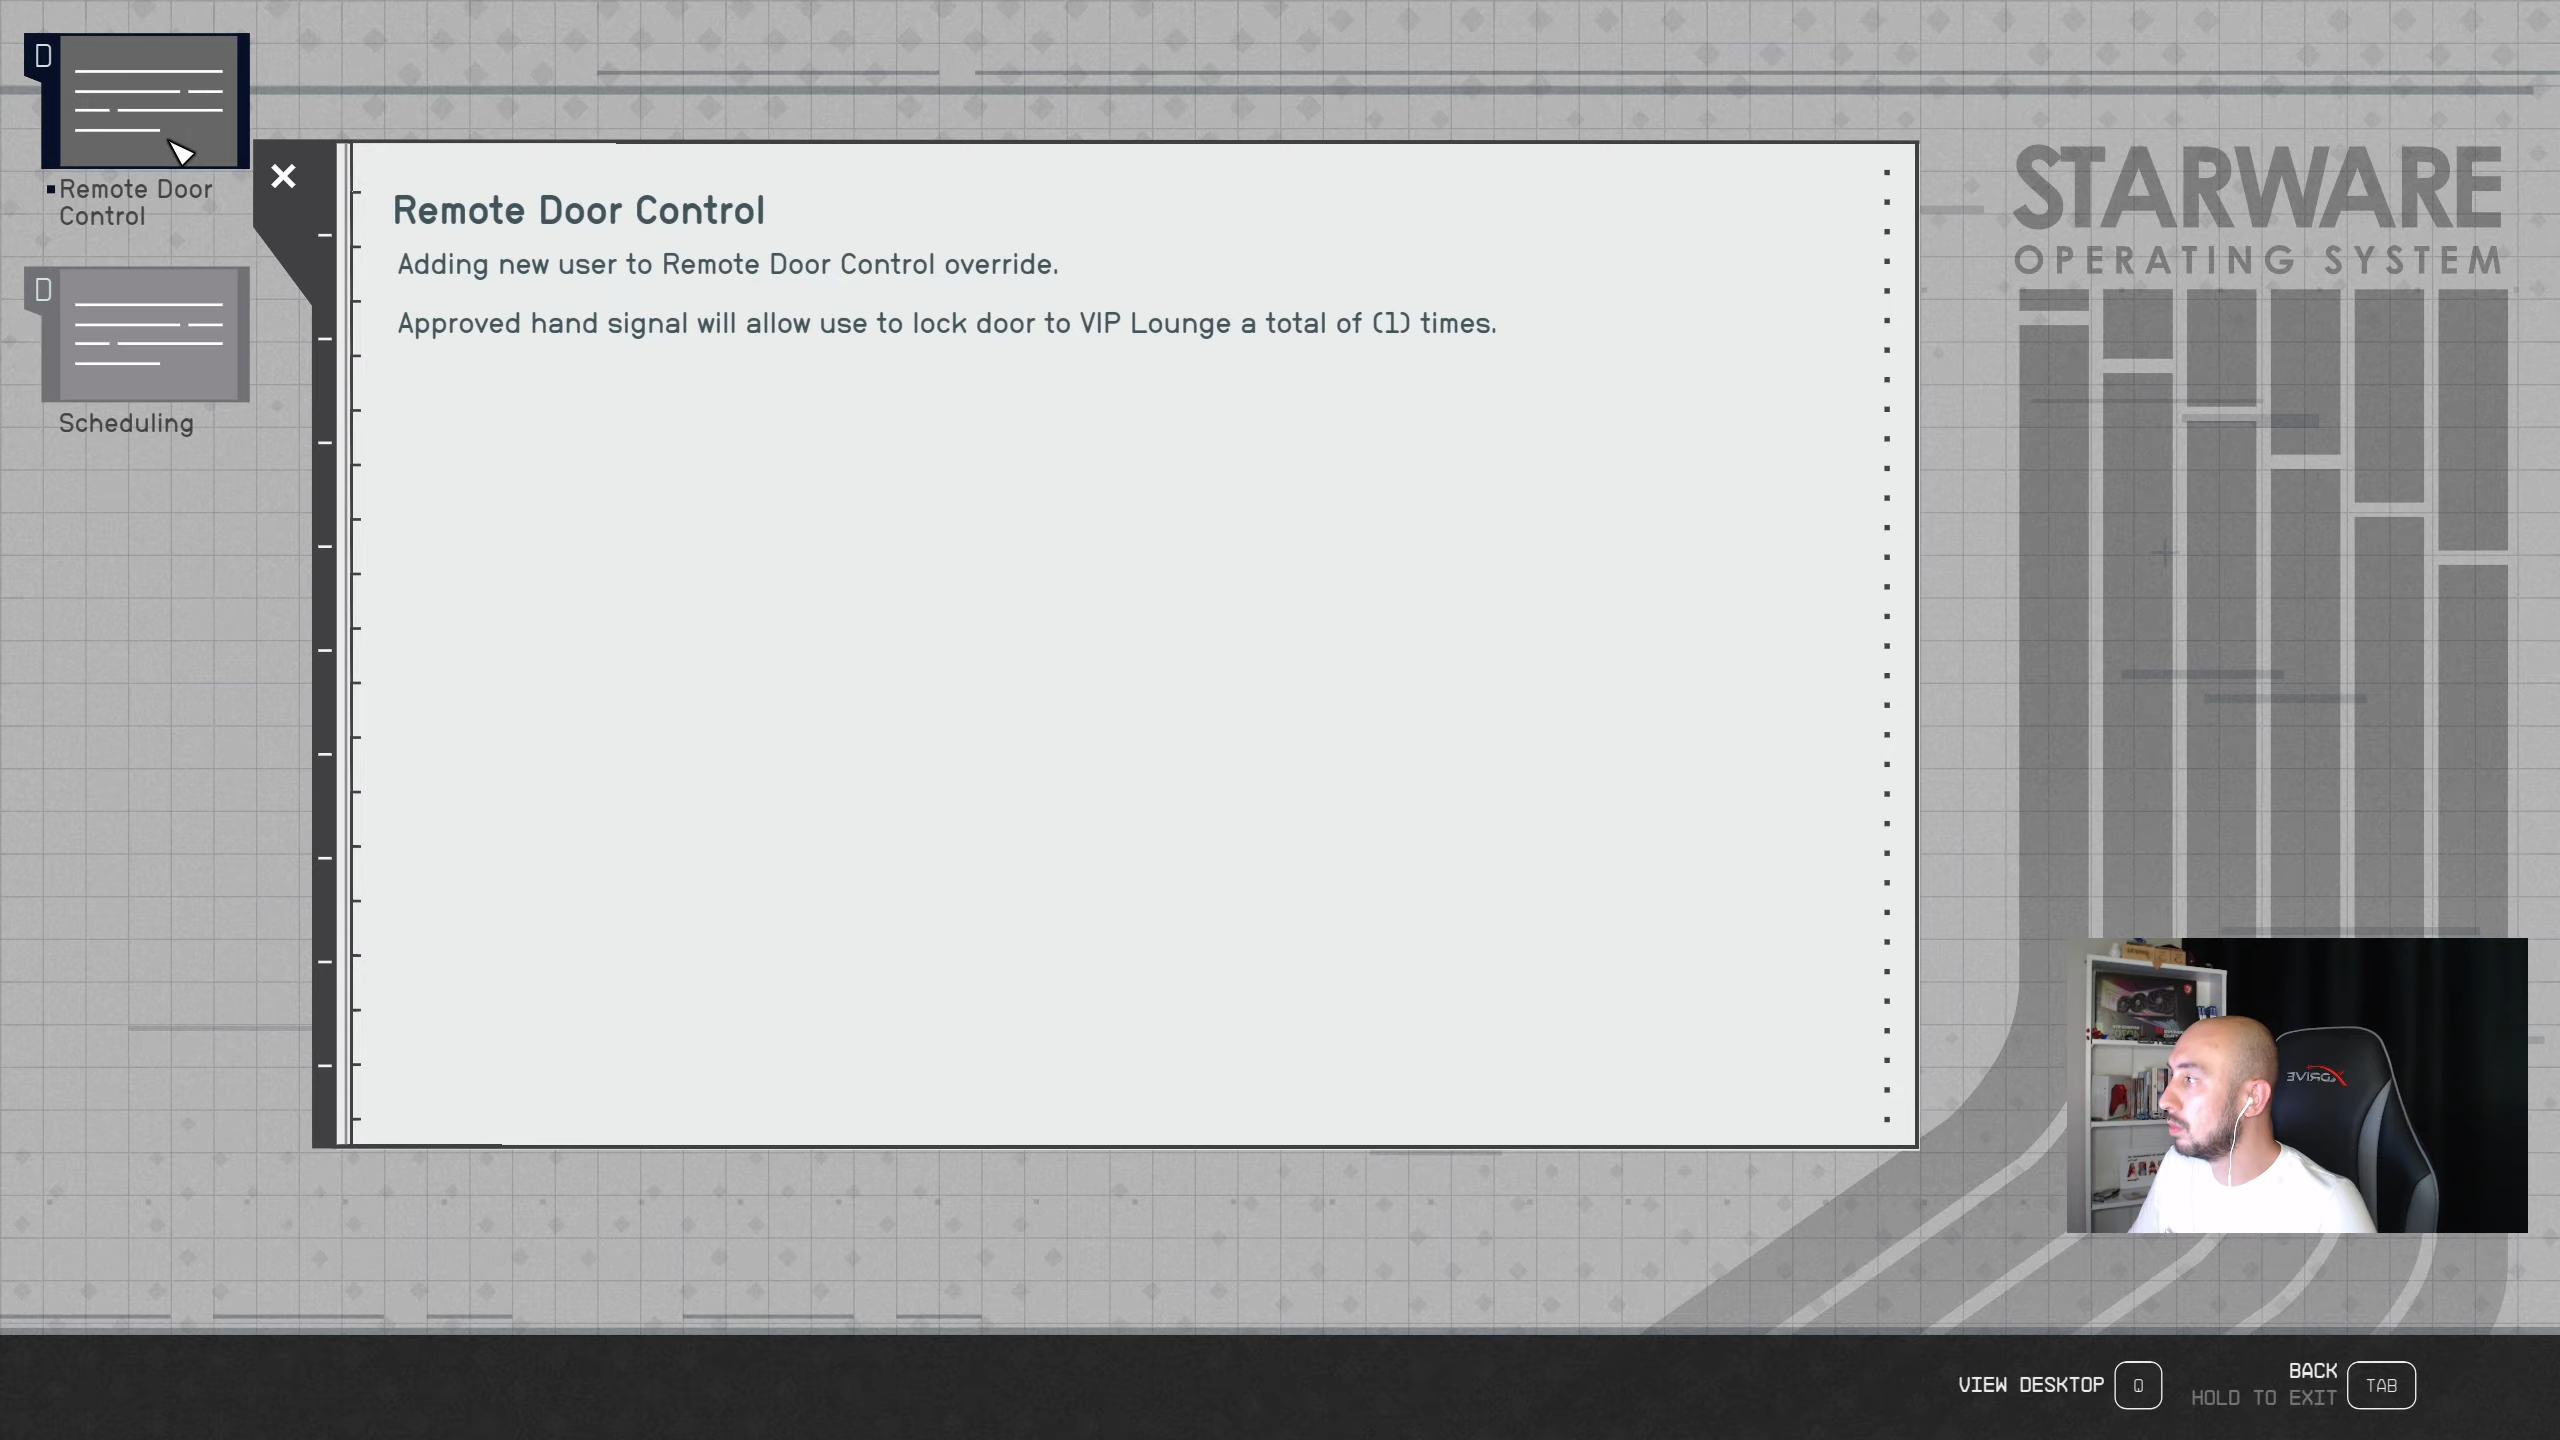 Remote Door
Control
Scheduling
Remote Door Control
Adding new user to Remote Door Control override.
Approved hand signal will allow use to lock door to VIP Lounge a total of (1) times.
STARWARE
OPERATING SYSTEM
VIEW DESKTOP Q
BACK
HOLD TO EXIT
TAB